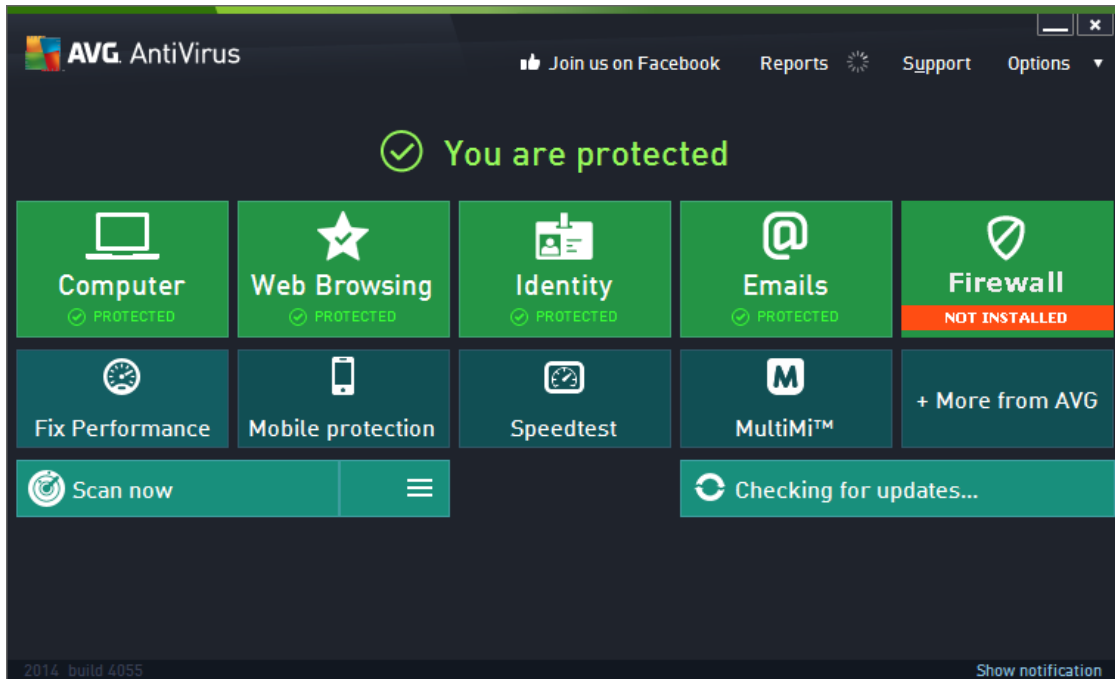 AVG. AntiVirus
Join us on Facebook Reports Support Options
You are protected
Computer
PROTECTED
Web Browsing
PROTECTED
Identity
PROTECTED
Emails
PROTECTED
Firewall
NOT INSTALLED
Fix Performance
Mobile protection
Speedtest
MultiMi™
+ More from AVG
Scan now
Checking for updates...
2014 build 4055
Show notification